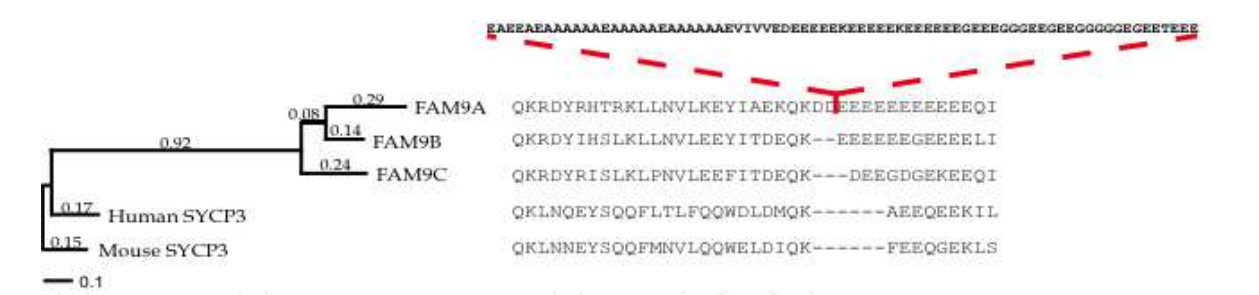 EAEEAEAAAAAAEAAAAAEAAAAAAEVIVVEDEEEEEKEEEEEKEEEEEEGEEEGGGEEGEEGGGGGEGEETEEE
0.29 FAM9A QKRDYRHTRKLLNVLKEYIAEKQKDDEEEEEEEEEEEQI
0.08
0.14 FAM9B QKRDYIHSLKLLNVLEEYITDEQK--EEEEEEGEEEELI
0.92
0.24 FAM9C QKRDYRISLKLPNVLEEFITDEQK---DEEGDGEKEEQI
0.17 Human SYCP3 QKLNQEYSQQFLTLFQQWDLDMQK------AEEQEEKIL
0.15 Mouse SYCP3 QKLNNEYSQQFMNVLQQWELDIQK------FEEQGEKLS
0.1